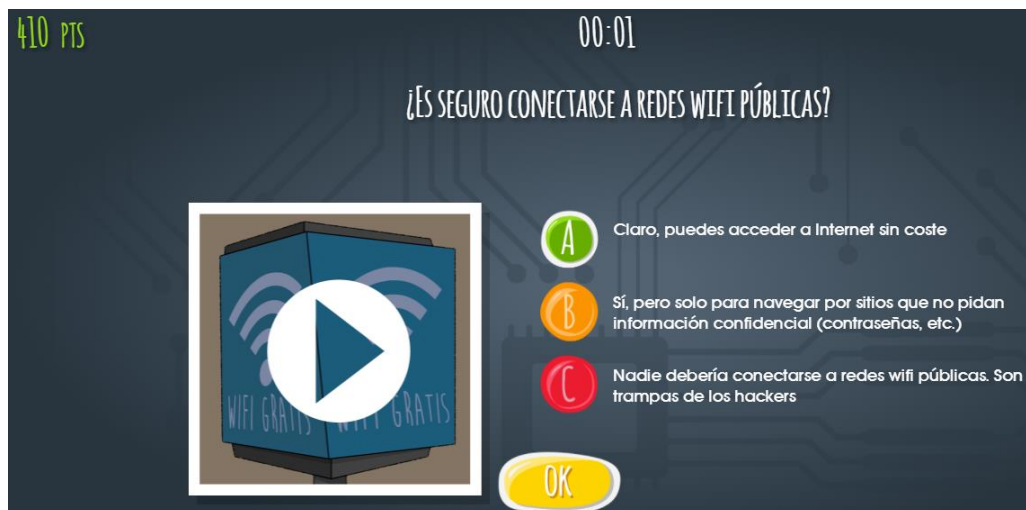 410 PTS
00:01
¿ES SEGURO CONECTARSE A REDES WIFI PÚBLICAS?
WIFI GRATIS
WIFI GRATIS
A
Claro, puedes acceder a Internet sin coste
B
Sí, pero solo para navegar por sitios que no pidan
información confidencial (contraseñas, etc.)
C
Nadie debería conectarse a redes wifi públicas. Son
trampas de los hackers
OK